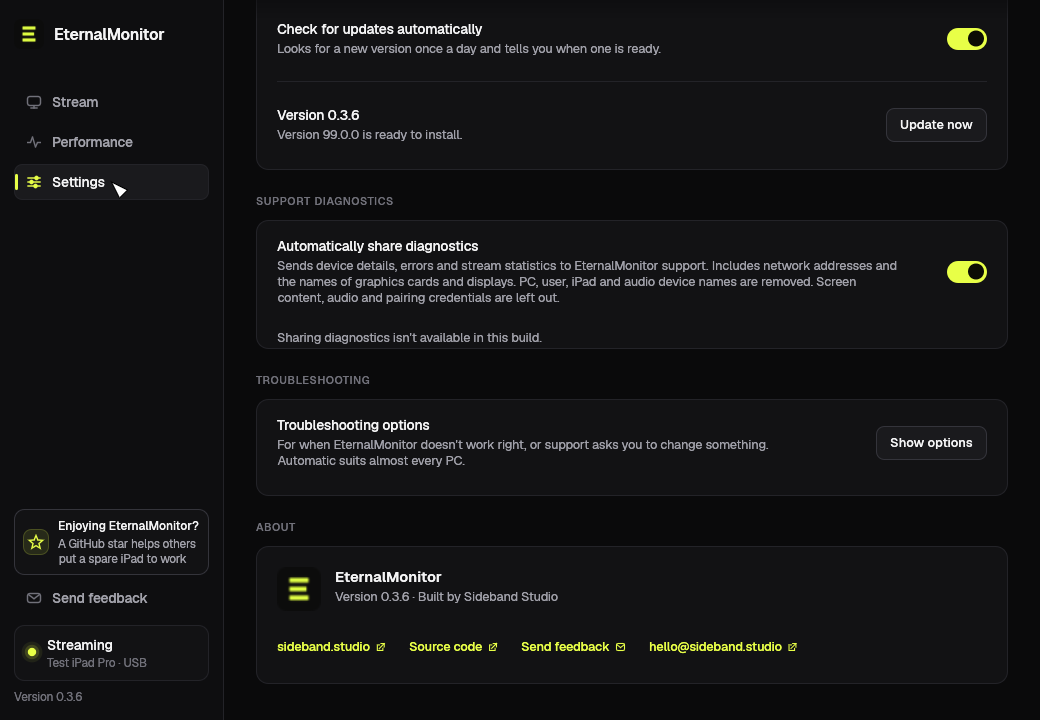 EternalMonitor
Stream
Performance
Settings
Enjoying EternalMonitor?
A GitHub star helps others
put a spare iPad to work
Send feedback
Streaming
Test iPad Pro · USB
Version 0.3.6
Check for updates automatically
Looks for a new version once a day and tells you when one is ready.
Version 0.3.6
Version 99.0.0 is ready to install.
Update now
SUPPORT DIAGNOSTICS
Automatically share diagnostics
Sends device details, errors and stream statistics to EternalMonitor support. Includes network addresses and
the names of graphics cards and displays. PC, user, iPad and audio device names are removed. Screen
content, audio and pairing credentials are left out.
Sharing diagnostics isn't available in this build.
TROUBLESHOOTING
Troubleshooting options
For when EternalMonitor doesn't work right, or support asks you to change something.
Automatic suits almost every PC.
Show options
ABOUT
EternalMonitor
Version 0.3.6 · Built by Sideband Studio
sideband.studio
Source code
Send feedback
hello@sideband.studio